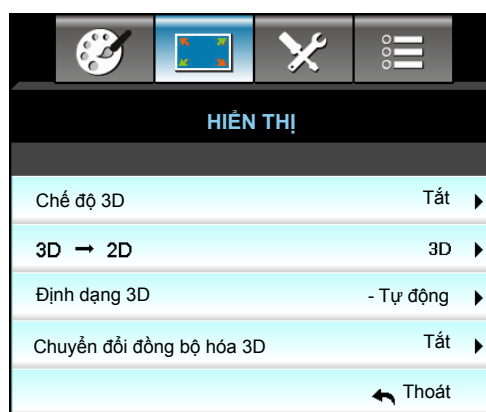 HIỂN THỊ
Chế độ 3D Tắt
3D → 2D 3D
Định dạng 3D - Tự động
Chuyển đổi đồng bộ hóa 3D Tắt
Thoát